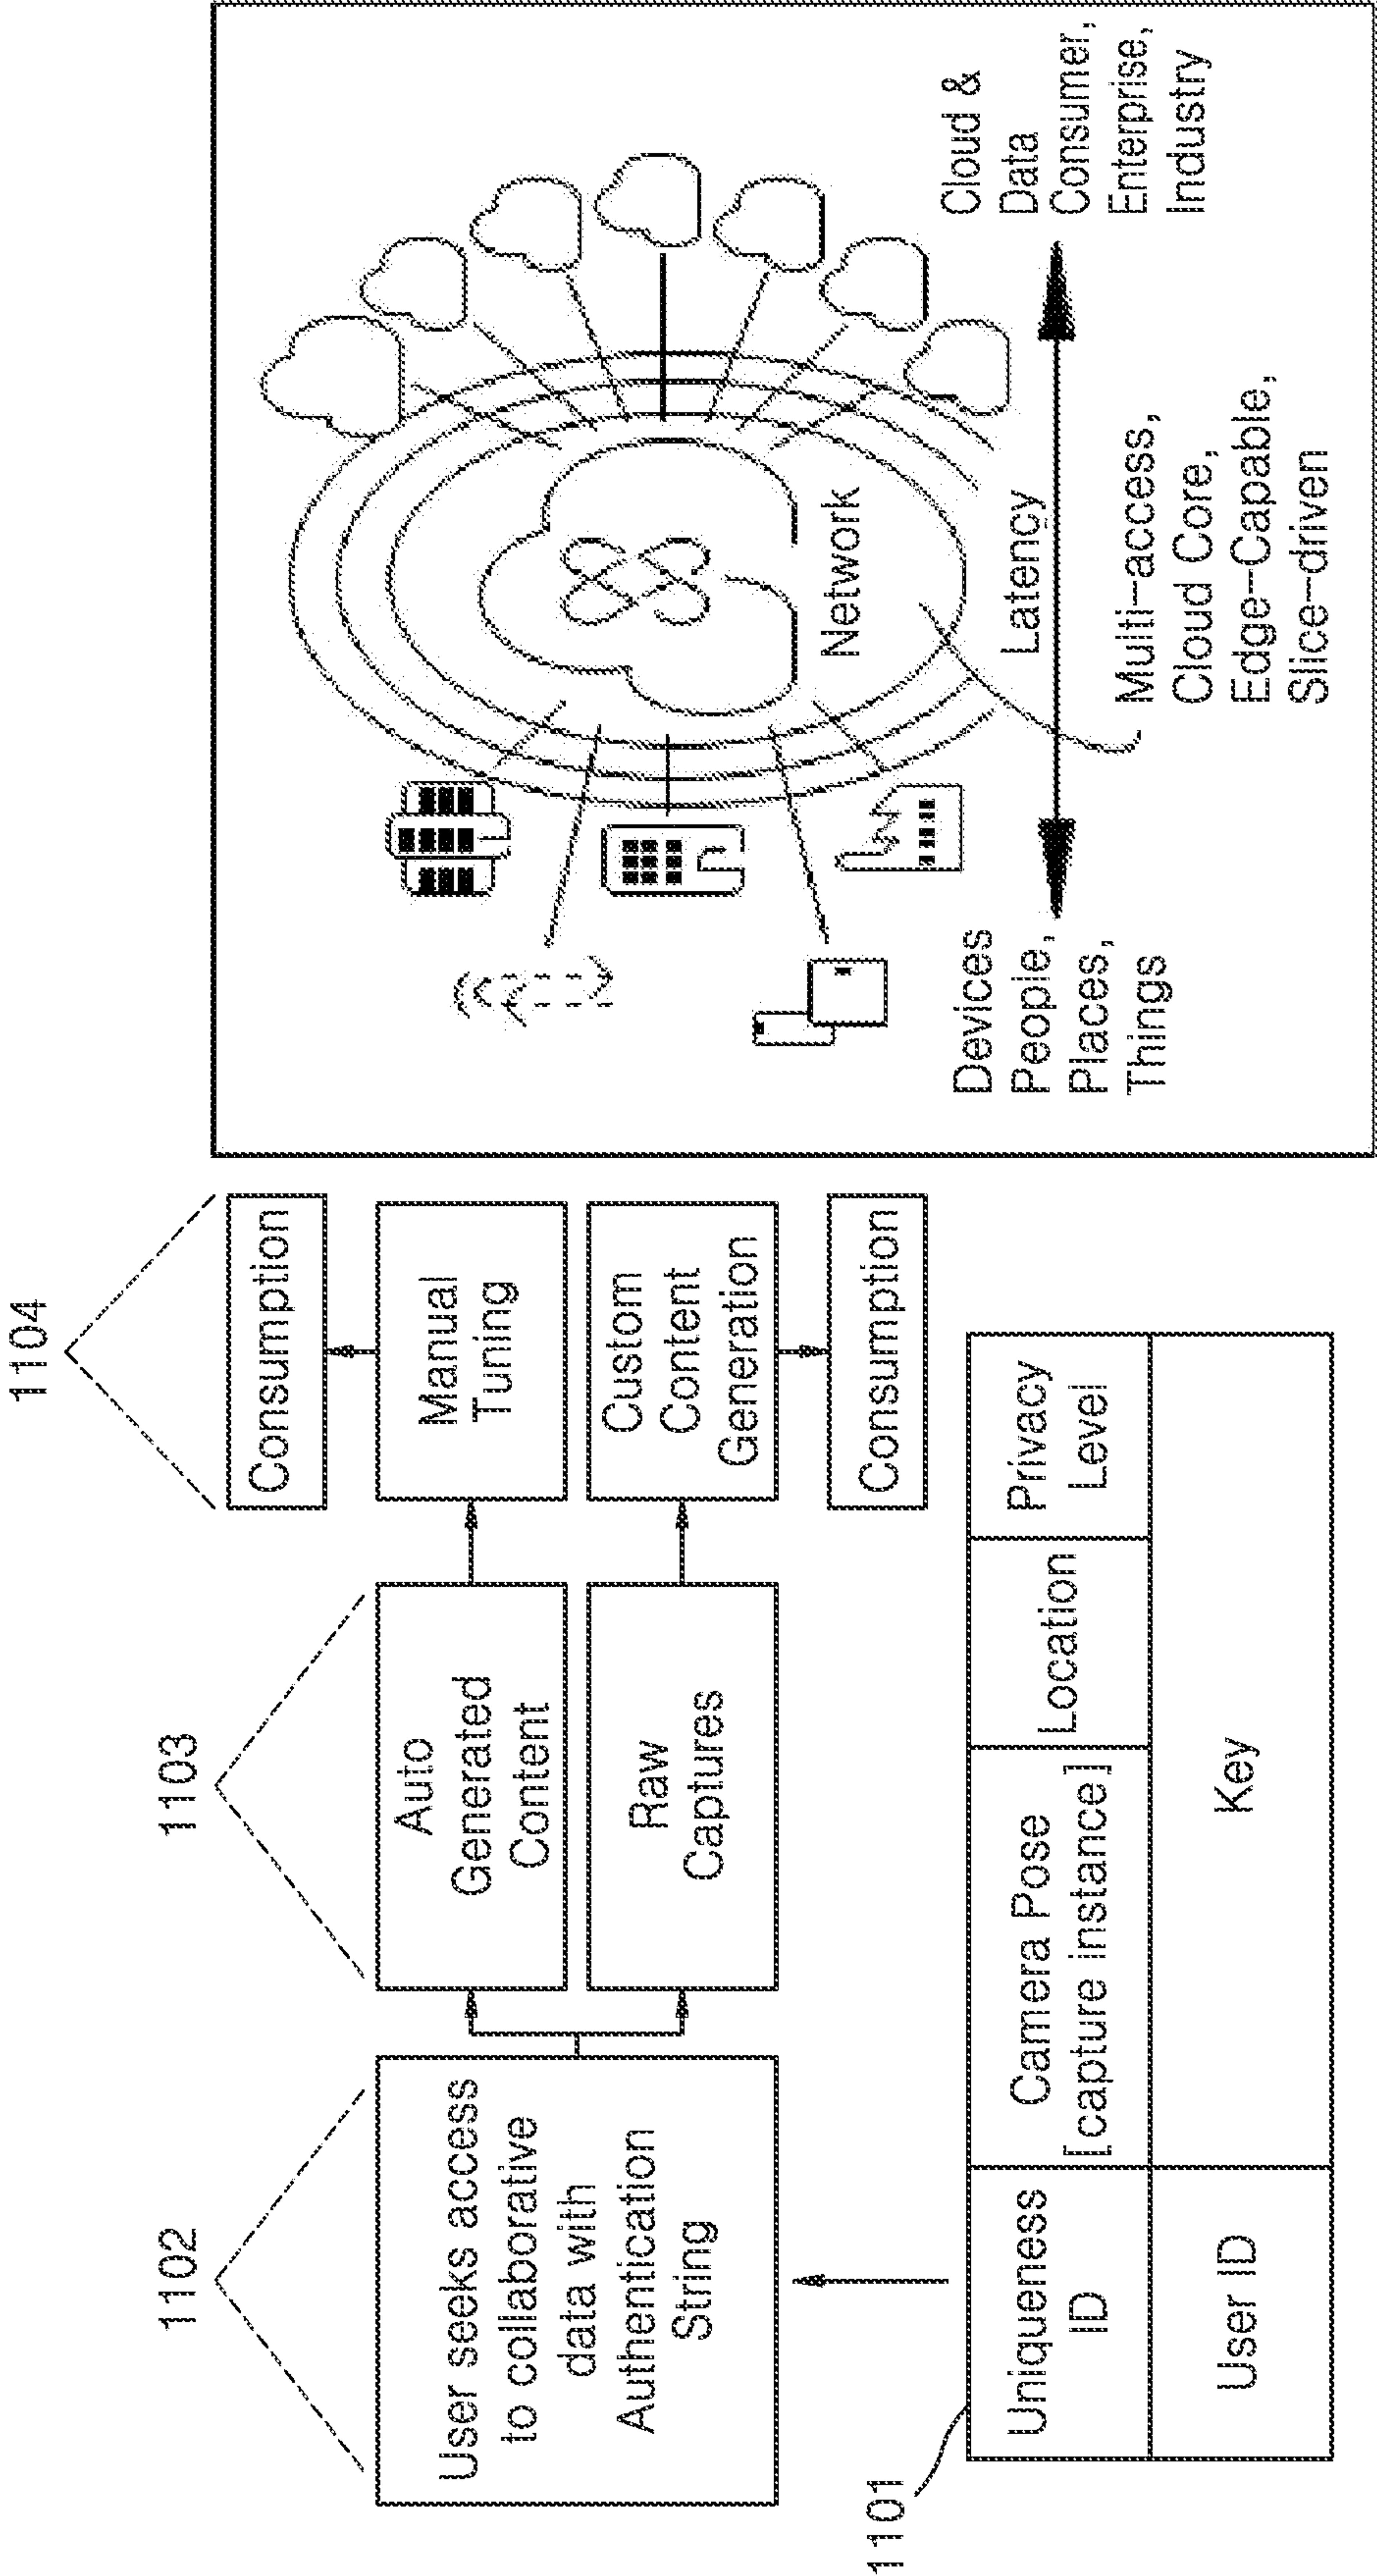 1102
1103
1104
User seeks access
to collaborative
data with
Authentication
String
Auto
Generated
Content
Raw
Captures
Consumption
Manual
Tuning
Custom
Content
Generation
Consumption
1101
Uniqueness
ID
Camera Pose
[capture instance]
Location
Privacy
Level
User ID
Key
Network
Latency
Devices
People,
Places,
Things
Multi-access,
Cloud Core,
Edge-Capable,
Slice-driven
Cloud &
Data
Consumer,
Enterprise,
Industry